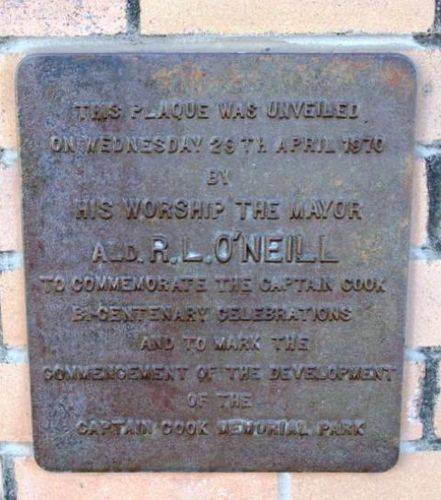 THIS PLAQUE WAS UNVEILED
ON WEDNESDAY 29TH APRIL 1970
BY
HIS WORSHIP THE MAYOR
ALD. R.L. O'NEILL
TO COMMEMORATE THE CAPTAIN COOK
BI-CENTENARY CELEBRATIONS
AND TO MARK THE
COMMENCEMENT OF THE DEVELOPMENT
OF THE
CAPTAIN COOK MEMORIAL PARK